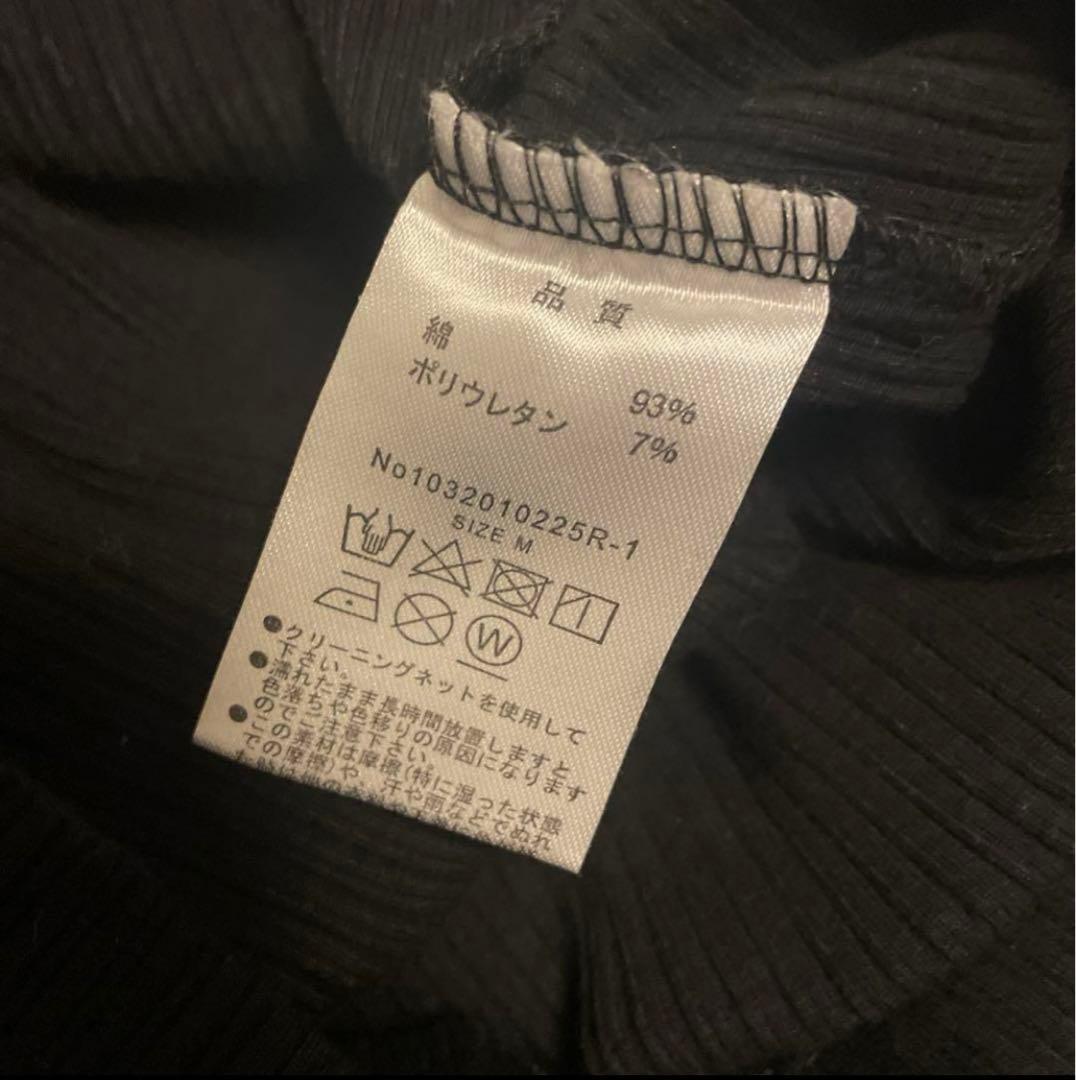 品 質
綿 93%
ポリウレタン 7%
No1032010225R-1
SIZE M
W
●クリーニングネットを使用して
下さい。
●濡れたまま長時間放置しますと
色落ちや色移りの原因になります
のでご注意下さい。
●この素材は摩擦(特に湿った状態
での摩擦)や、汗や雨などでぬれ